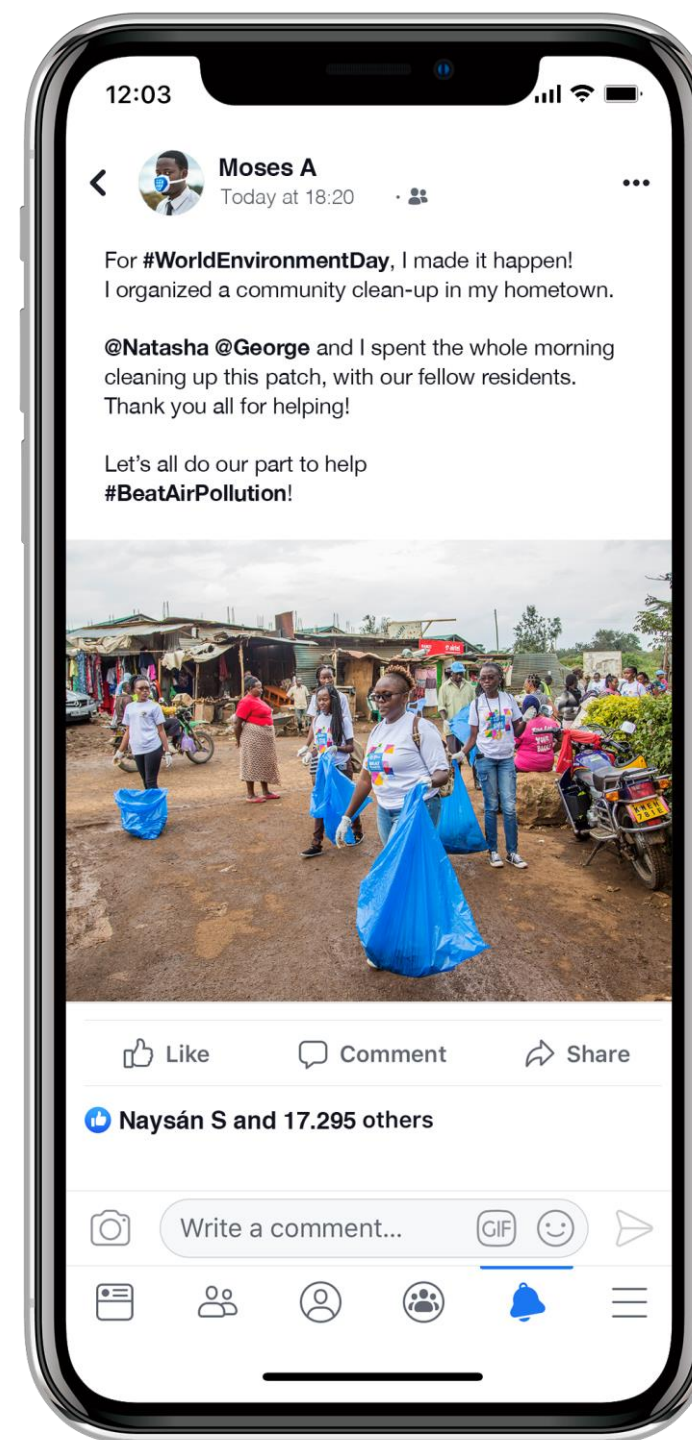 12:03
Moses A
Today at 18:20
For #WorldEnvironmentDay, I made it happen!
I organized a community clean-up in my hometown.
@Natasha @George and I spent the whole morning
cleaning up this patch, with our fellow residents.
Thank you all for helping!
Let's all do our part to help
#BeatAirPollution!
airtel
Like
Comment
Share
Naysán S and 17.295 others
Write a comment...
GIF